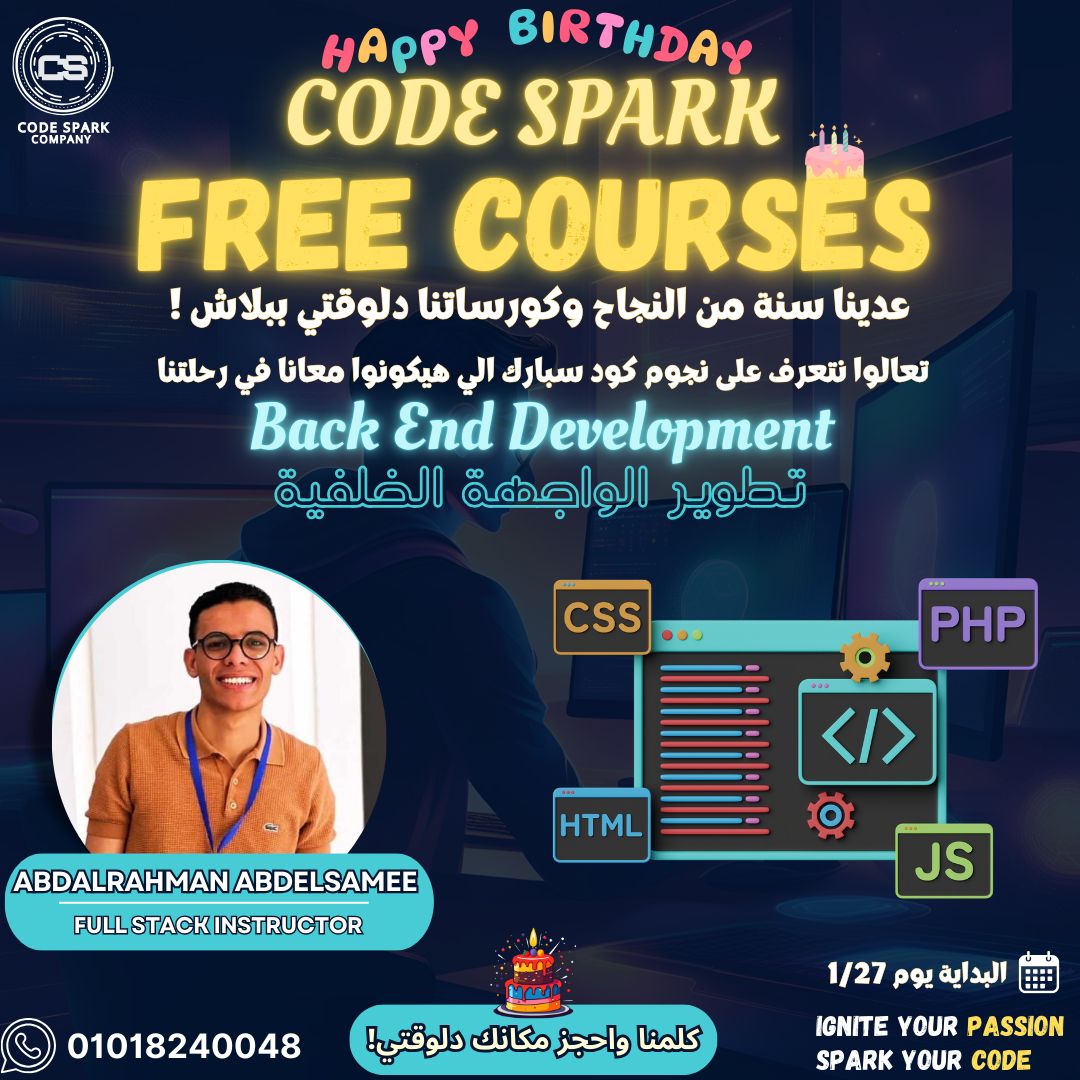 CS
CODE SPARK
COMPANY
HAPPY BIRTHDAY
CODE SPARK
FREE COURSES
عدينا سنة من النجاح وكورساتنا دلوقتي ببلاش !
تعالوا نتعرف على نجوم كود سبارك الي هيكونوا معانا في رحلتنا
Back End Development
تطوير الواجهة الخلفية
CSS
PHP
</>
HTML
JS
ABDALRAHMAN ABDELSAMEE
FULL STACK INSTRUCTOR
البداية يوم 1/27
IGNITE YOUR PASSION
SPARK YOUR CODE
كلمنا واحجز مكانك دلوقتي!
01018240048